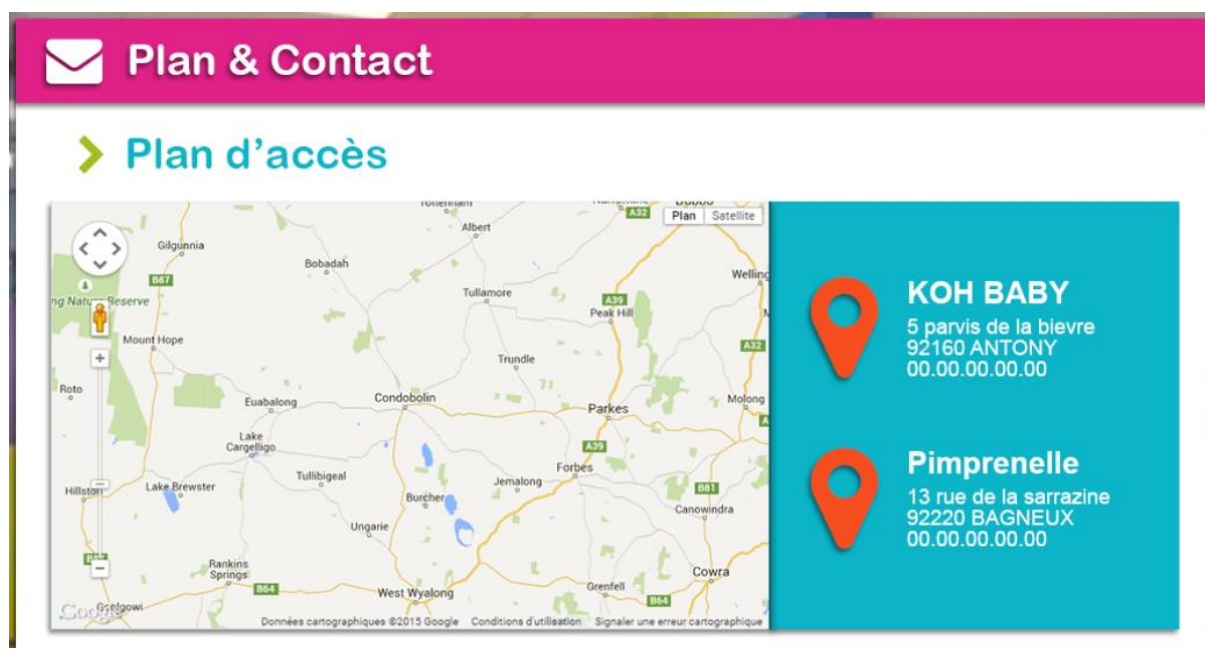 Plan & Contact
Plan d'accès
Albert
A32
Plan Satellite
Gilgunnia
Bobadah
B87
Tullamore
A39
Peak Hill
Mount Hope
A32
Trundle
Roto
Euabalong
Condobolin
Molong
Parkes
Lake
Cargelligo
A39
Forbes
Tullibigeal
Jemalong
B81
Lake Brewster
Burcher
Canowindra
Ungarie
Rankins
Springs
Cowra
B64
West Wyalong
Grenfell
B64
Google
Données cartographiques ©2015 Google Conditions d'utilisation Signaler une erreur cartographique
KOH BABY
5 parvis de la bievre
92160 ANTONY
00.00.00.00.00
Pimprenelle
13 rue de la sarrazine
92220 BAGNEUX
00.00.00.00.00